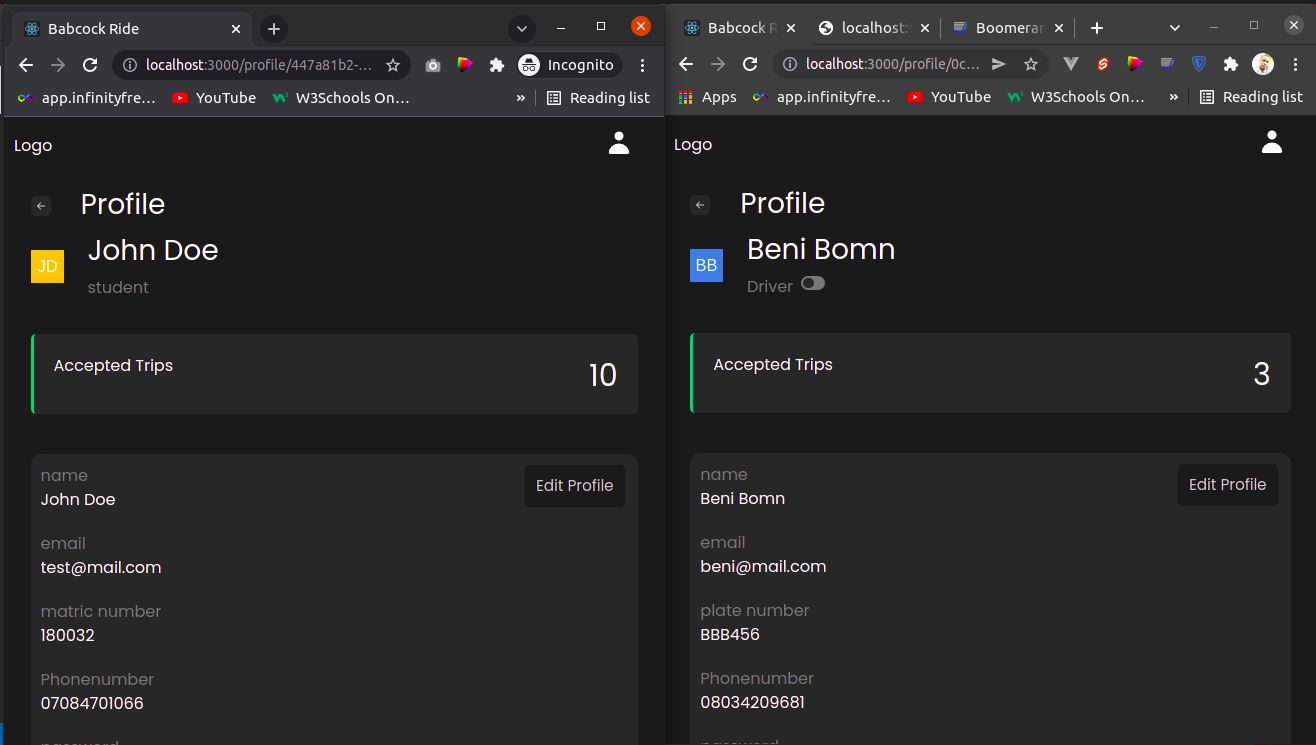 Babcock Ride
localhost:3000/profile/447a81b2-...
Incognito
app.infinityfre...
YouTube
W3Schools On...
»
Reading list
Logo
Profile
JD
John Doe
student
Accepted Trips
10
name
John Doe
Edit Profile
email
test@mail.com
matric number
180032
Phonenumber
07084701066
Babcock R
localhost:
Boomeran
localhost:3000/profile/0c...
Apps
app.infinityfre...
YouTube
W3Schools On...
»
Reading list
Logo
Profile
BB
Beni Bomn
Driver
Accepted Trips
3
name
Beni Bomn
Edit Profile
email
beni@mail.com
plate number
BBB456
Phonenumber
08034209681